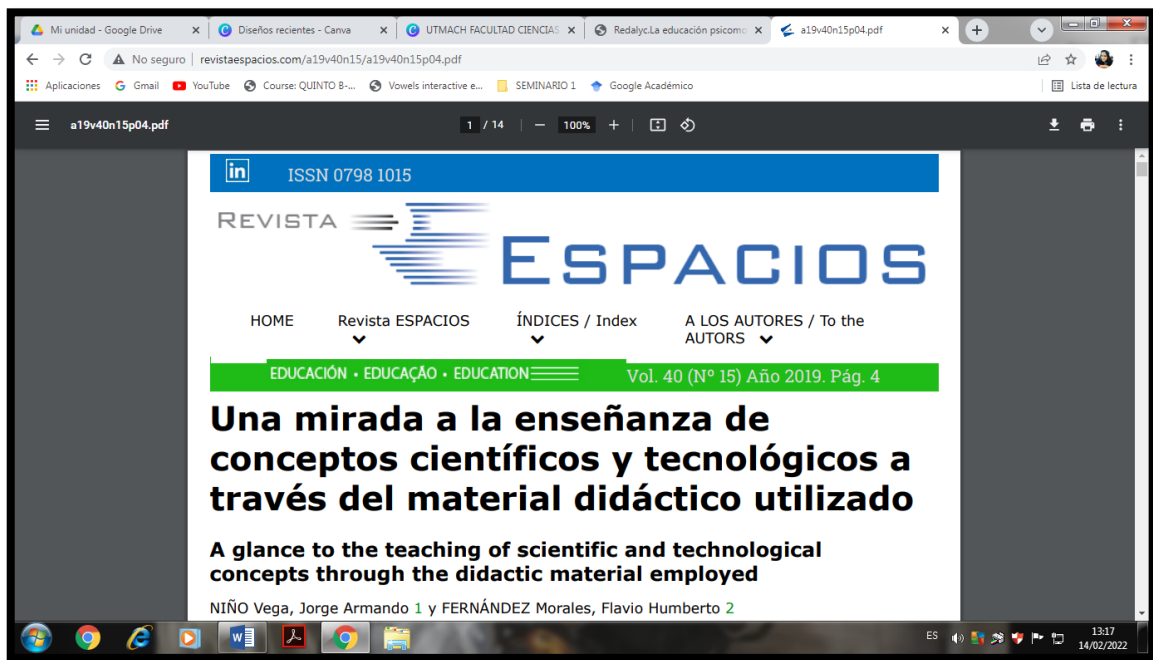 Mi unidad - Google Drive
Diseños recientes - Canva
UTMACH FACULTAD CIENCIAS
Redalyc.La educación psicomo
a19v40n15p04.pdf
No seguro | revistaespacios.com/a19v40n15/a19v40n15p04.pdf
Aplicaciones Gmail YouTube Course: QUINTO B-... Vowels interactive e... SEMINARIO 1 Google Académico Lista de lectura
a19v40n15p04.pdf 1 / 14 | — 100% + |
in ISSN 0798 1015
REVISTA
ESPACIOS
HOME Revista ESPACIOS ÍNDICES / Index A LOS AUTORES / To the
AUTORS
EDUCACIÓN • EDUCAÇÃO • EDUCATION Vol. 40 (Nº 15) Año 2019. Pág. 4
Una mirada a la enseñanza de
conceptos científicos y tecnológicos a
través del material didáctico utilizado
A glance to the teaching of scientific and technological
concepts through the didactic material employed
NIÑO Vega, Jorge Armando 1 y FERNÁNDEZ Morales, Flavio Humberto 2
ES 13:17
14/02/2022